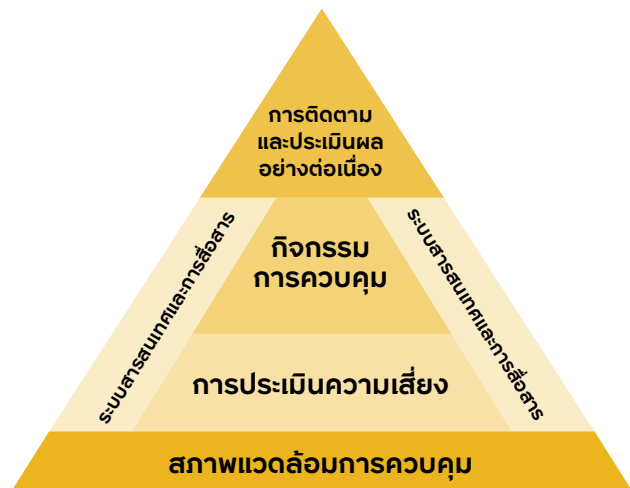 การติดตาม
และประเมินผล
อย่างต่อเนื่อง
ระบบสารสนเทศและการสื่อสาร
กิจกรรม
การควบคุม
ระบบสารสนเทศและการสื่อสาร
การประเมินความเสี่ยง
สภาพแวดล้อมการควบคุม